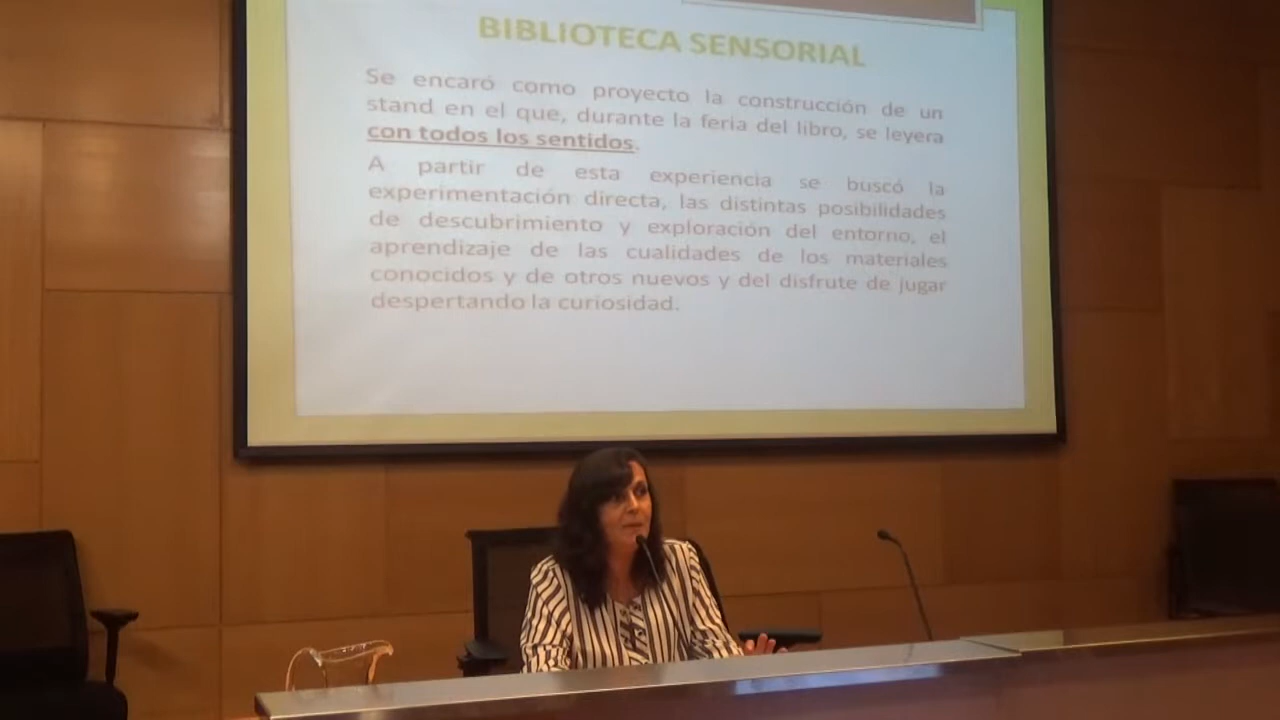 BIBLIOTECA SENSORIAL
Se encaró como proyecto la construcción de un
stand en el que, durante la feria del libro, se leyera
con todos los sentidos.
A partir de esta experiencia se buscó la
experimentación directa, las distintas posibilidades
de descubrimiento y exploración del entorno, el
aprendizaje de las cualidades de los materiales
conocidos y de otros nuevos y del disfrute de jugar
despertando la curiosidad.